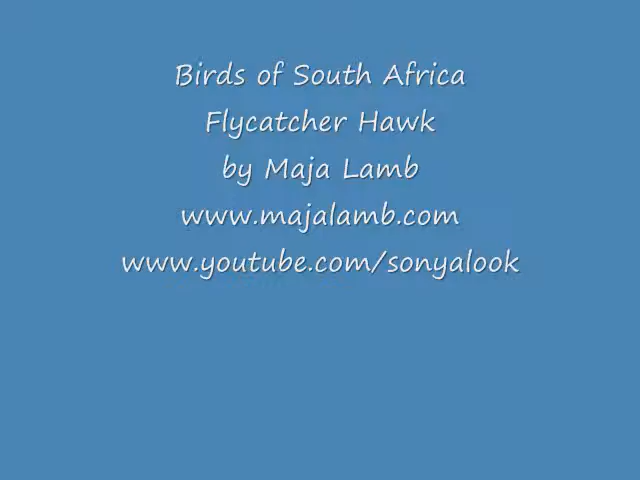 Birds of South Africa
Flycatcher Hawk
by Maja Lamb
www.majalamb.com
www.youtube.com/sonyalook